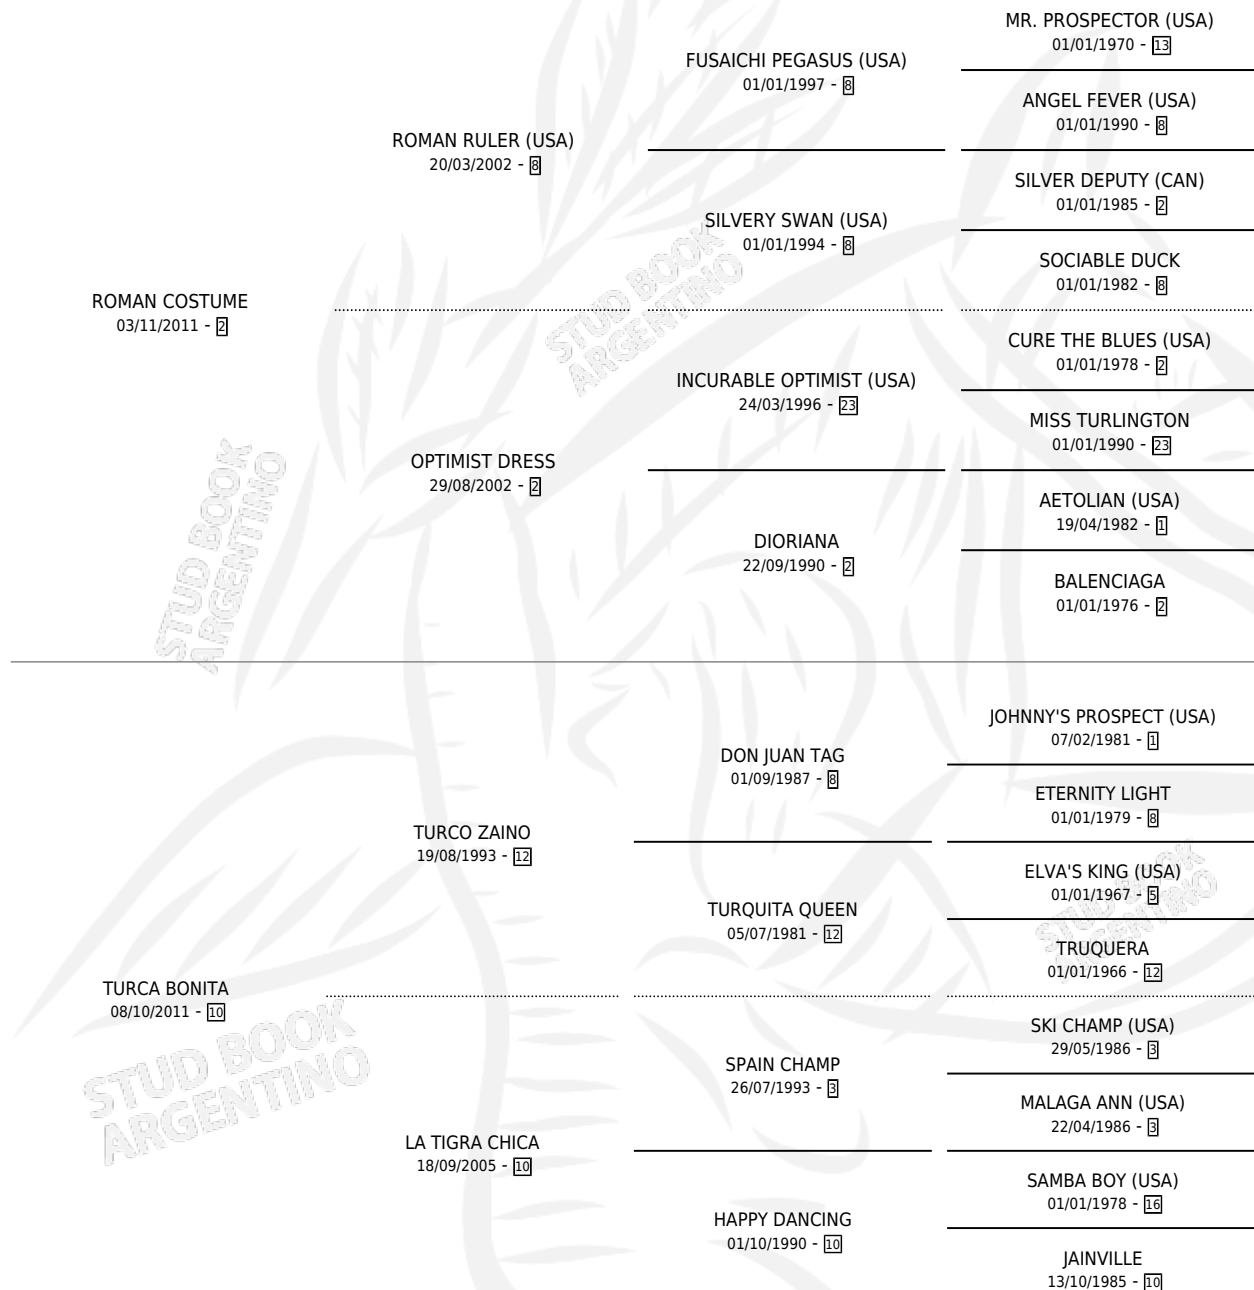 MR. PROSPECTOR (USA)
01/01/1970 - 13
FUSAICHI PEGASUS (USA)
01/01/1997 - 8
ANGEL FEVER (USA)
01/01/1990 - 8
ROMAN RULER (USA)
20/03/2002 - 8
SILVER DEPUTY (CAN)
01/01/1985 - 2
SILVERY SWAN (USA)
01/01/1994 - 8
SOCIABLE DUCK
01/01/1982 - 8
STUD BOOK
ARGENTINO
ROMAN COSTUME
03/11/2011 - 2
CURE THE BLUES (USA)
01/01/1978 - 2
INCURABLE OPTIMIST (USA)
24/03/1996 - 23
MISS TURLINGTON
01/01/1990 - 23
OPTIMIST DRESS
29/08/2002 - 2
AETOLIAN (USA)
19/04/1982 - 1
DIORIANA
22/09/1990 - 2
BALENCIAGA
01/01/1976 - 2
STUD BOOK
ARGENTINO
JOHNNY'S PROSPECT (USA)
07/02/1981 - 1
DON JUAN TAG
01/09/1987 - 8
ETERNITY LIGHT
01/01/1979 - 8
TURCO ZAINO
19/08/1993 - 12
ELVA'S KING (USA)
01/01/1967 - 5
TURQUITA QUEEN
05/07/1981 - 12
STUD BOOK
ARGENTINO
TRUQUERA
01/01/1966 - 12
TURCA BONITA
08/10/2011 - 10
SKI CHAMP (USA)
29/05/1986 - 3
SPAIN CHAMP
26/07/1993 - 3
MALAGA ANN (USA)
22/04/1986 - 3
STUD BOOK
ARGENTINO
LA TIGRA CHICA
18/09/2005 - 10
SAMBA BOY (USA)
01/01/1978 - 16
HAPPY DANCING
01/10/1990 - 10
JAINVILLE
13/10/1985 - 10